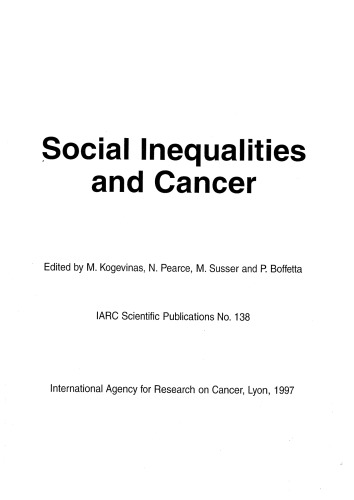 Social Inequalities
and Cancer
Edited by M. Kogevinas, N. Pearce, M. Susser and P. Boffetta
IARC Scientific Publications No. 138
International Agency for Research on Cancer, Lyon, 1997